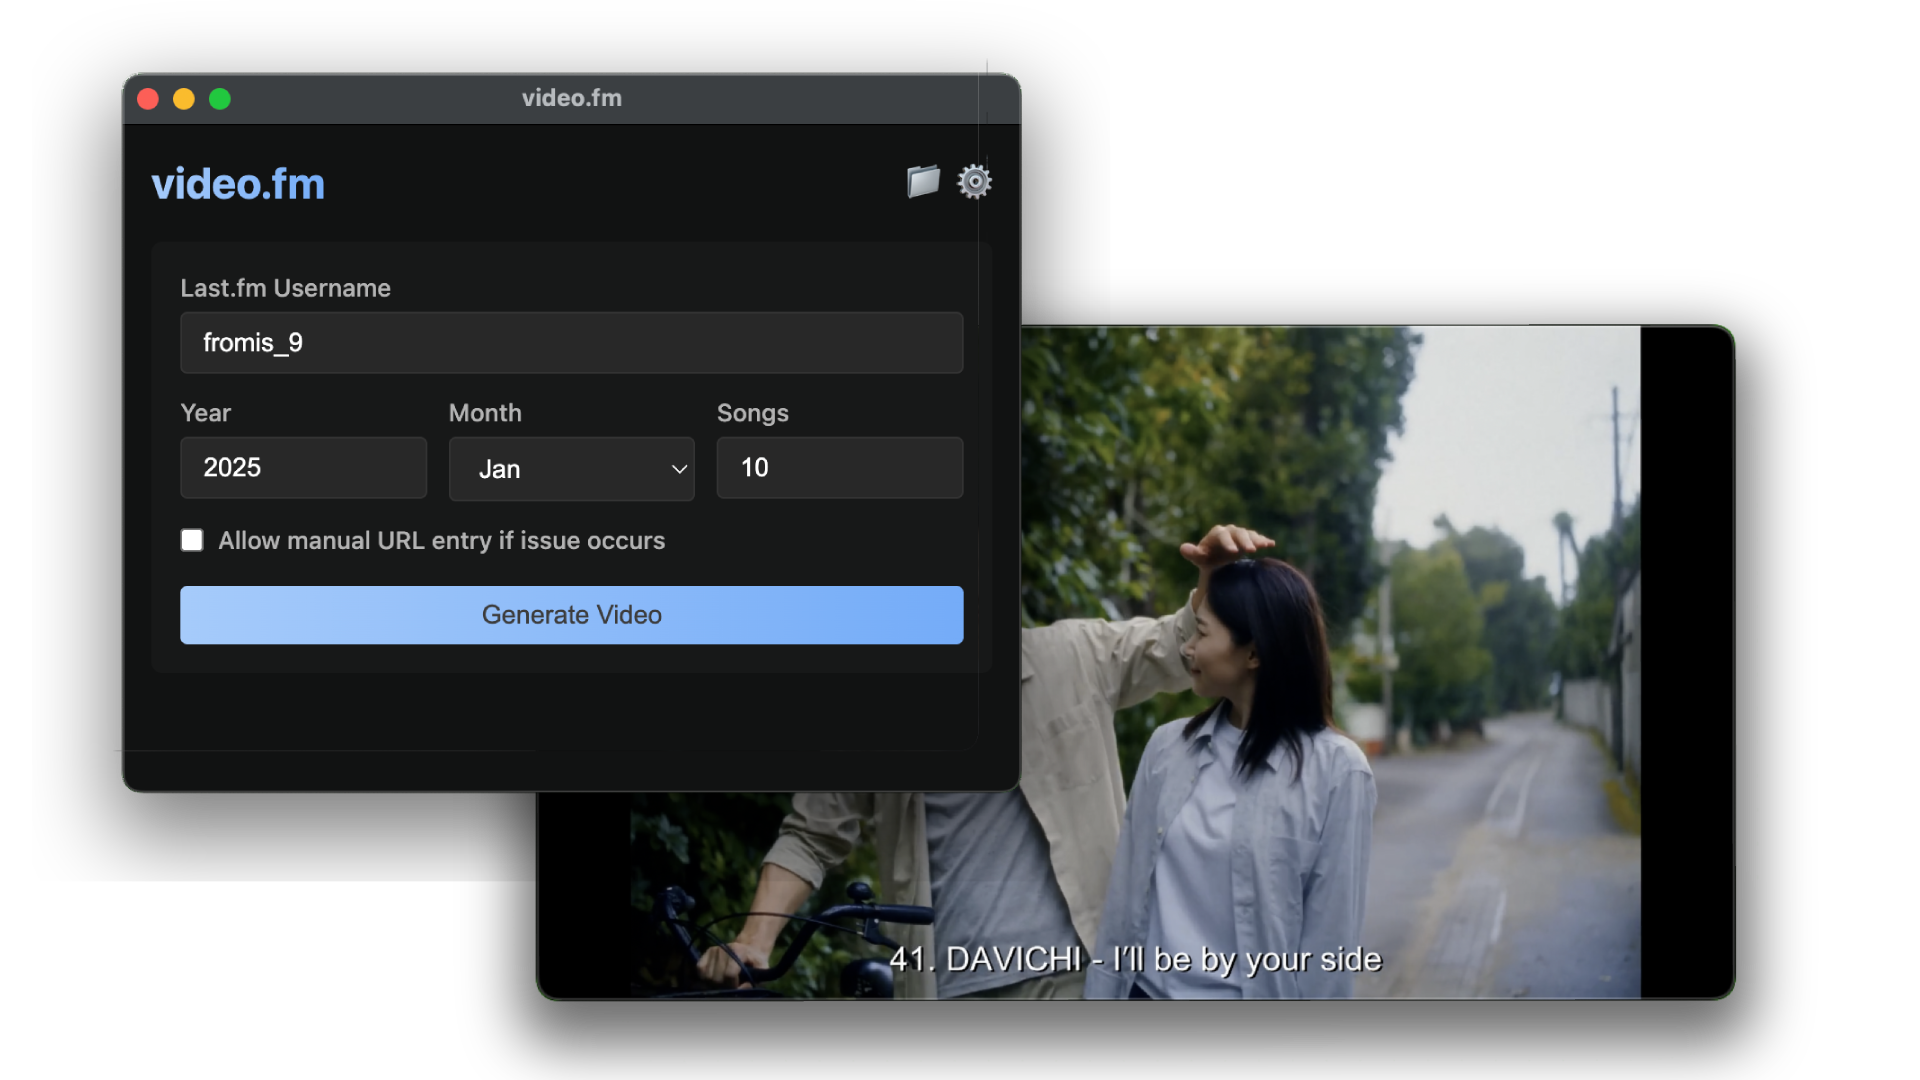 video.fm
video.fm
Last.fm Username
fromis_9
Year
Month
Songs
2025
Jan
10
Allow manual URL entry if issue occurs
Generate Video
41. DAVICHI - I'll be by your side